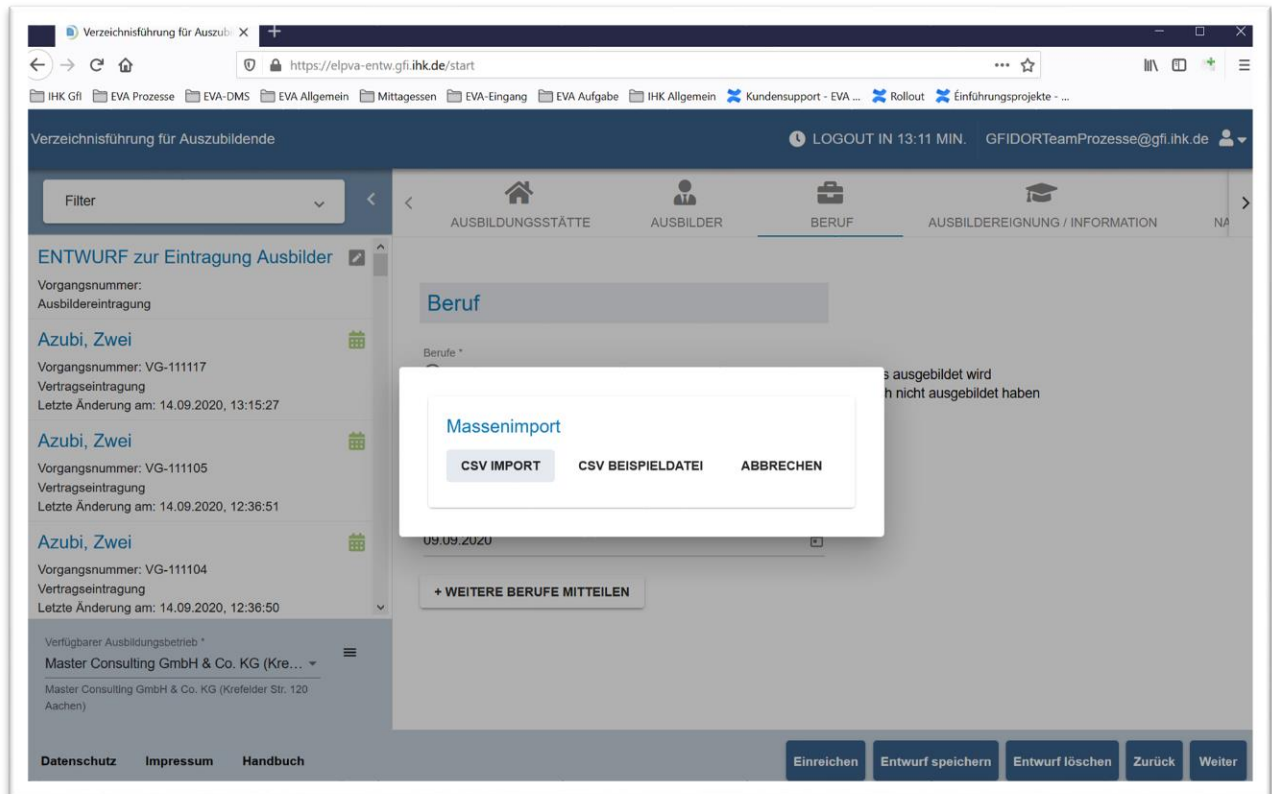 Verzeichnisführung für Auszubi
https://elpva-entw.gfi.ihk.de/start
IHK GfI EVA Prozesse EVA-DMS EVA Allgemein Mittagessen EVA-Eingang EVA Aufgabe IHK Allgemein Kundensupport - EVA ... Rollout Einführungsprojekte - ...
Verzeichnisführung für Auszubildende
LOGOUT IN 13:11 MIN. GFIDORTeamProzesse@gfi.ihk.de
Filter
AUSBILDUNGSSTÄTTE AUSBILDER BERUF AUSBILDEREIGNUNG / INFORMATION NA
ENTWURF zur Eintragung Ausbilder
Vorgangsnummer:
Ausbildereintragung
Azubi, Zwei
Vorgangsnummer: VG-111117
Vertragseintragung
Letzte Änderung am: 14.09.2020, 13:15:27
Azubi, Zwei
Vorgangsnummer: VG-111105
Vertragseintragung
Letzte Änderung am: 14.09.2020, 12:36:51
Azubi, Zwei
Vorgangsnummer: VG-111104
Vertragseintragung
Letzte Änderung am: 14.09.2020, 12:36:50
Verfügbarer Ausbildungsbetrieb *
Master Consulting GmbH & Co. KG (Kre...
Master Consulting GmbH & Co. KG (Krefelder Str. 120
Aachen)
Beruf
Berufe *
s ausgebildet wird
h nicht ausgebildet haben
Massenimport
CSV IMPORT CSV BEISPIELDATEI ABBRECHEN
09.09.2020
+ WEITERE BERUFE MITTEILEN
Datenschutz Impressum Handbuch
Einreichen Entwurf speichern Entwurf löschen Zurück Weiter